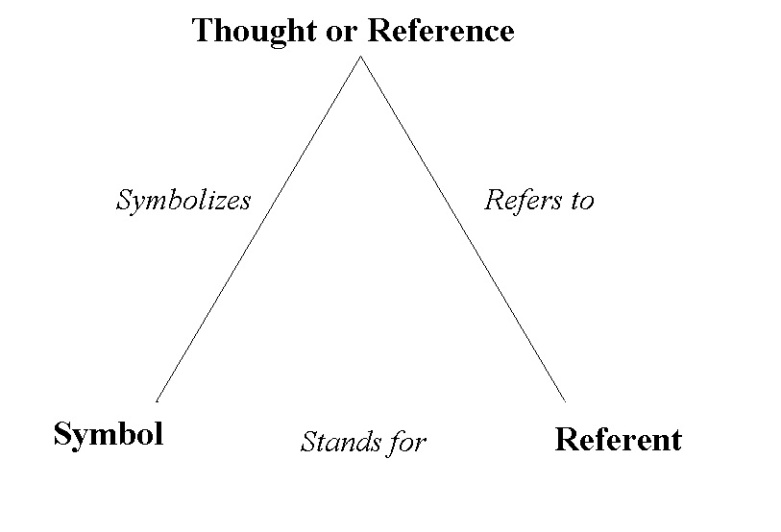 Thought or Reference
Symbolizes
Refers to
Symbol
Stands for
Referent